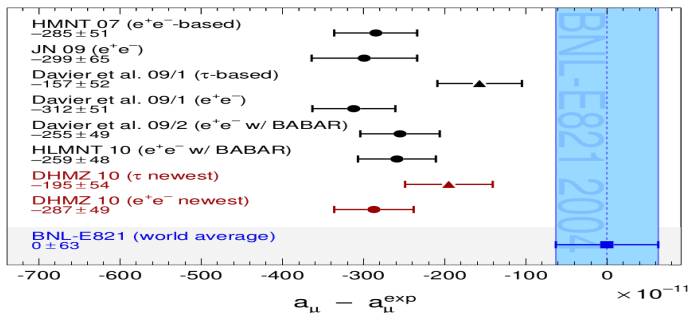 HMNT 07 (e⁺e⁻-based)
−285 ± 51
JN 09 (e⁺e⁻)
−299 ± 65
Davier et al. 09/1 (τ-based)
−157 ± 52
Davier et al. 09/1 (e⁺e⁻)
−312 ± 51
Davier et al. 09/2 (e⁺e⁻ w/ BABAR)
−255 ± 49
HLMNT 10 (e⁺e⁻ w/ BABAR)
−259 ± 48
DHMZ 10 (τ newest)
−195 ± 54
DHMZ 10 (e⁺e⁻ newest)
−287 ± 49
BNL-E821 (world average)
0 ± 63
BNL-E821 2004
-700 -600 -500 -400 -300 -200 -100 0
× 10⁻¹¹
a_μ − a_μ^exp